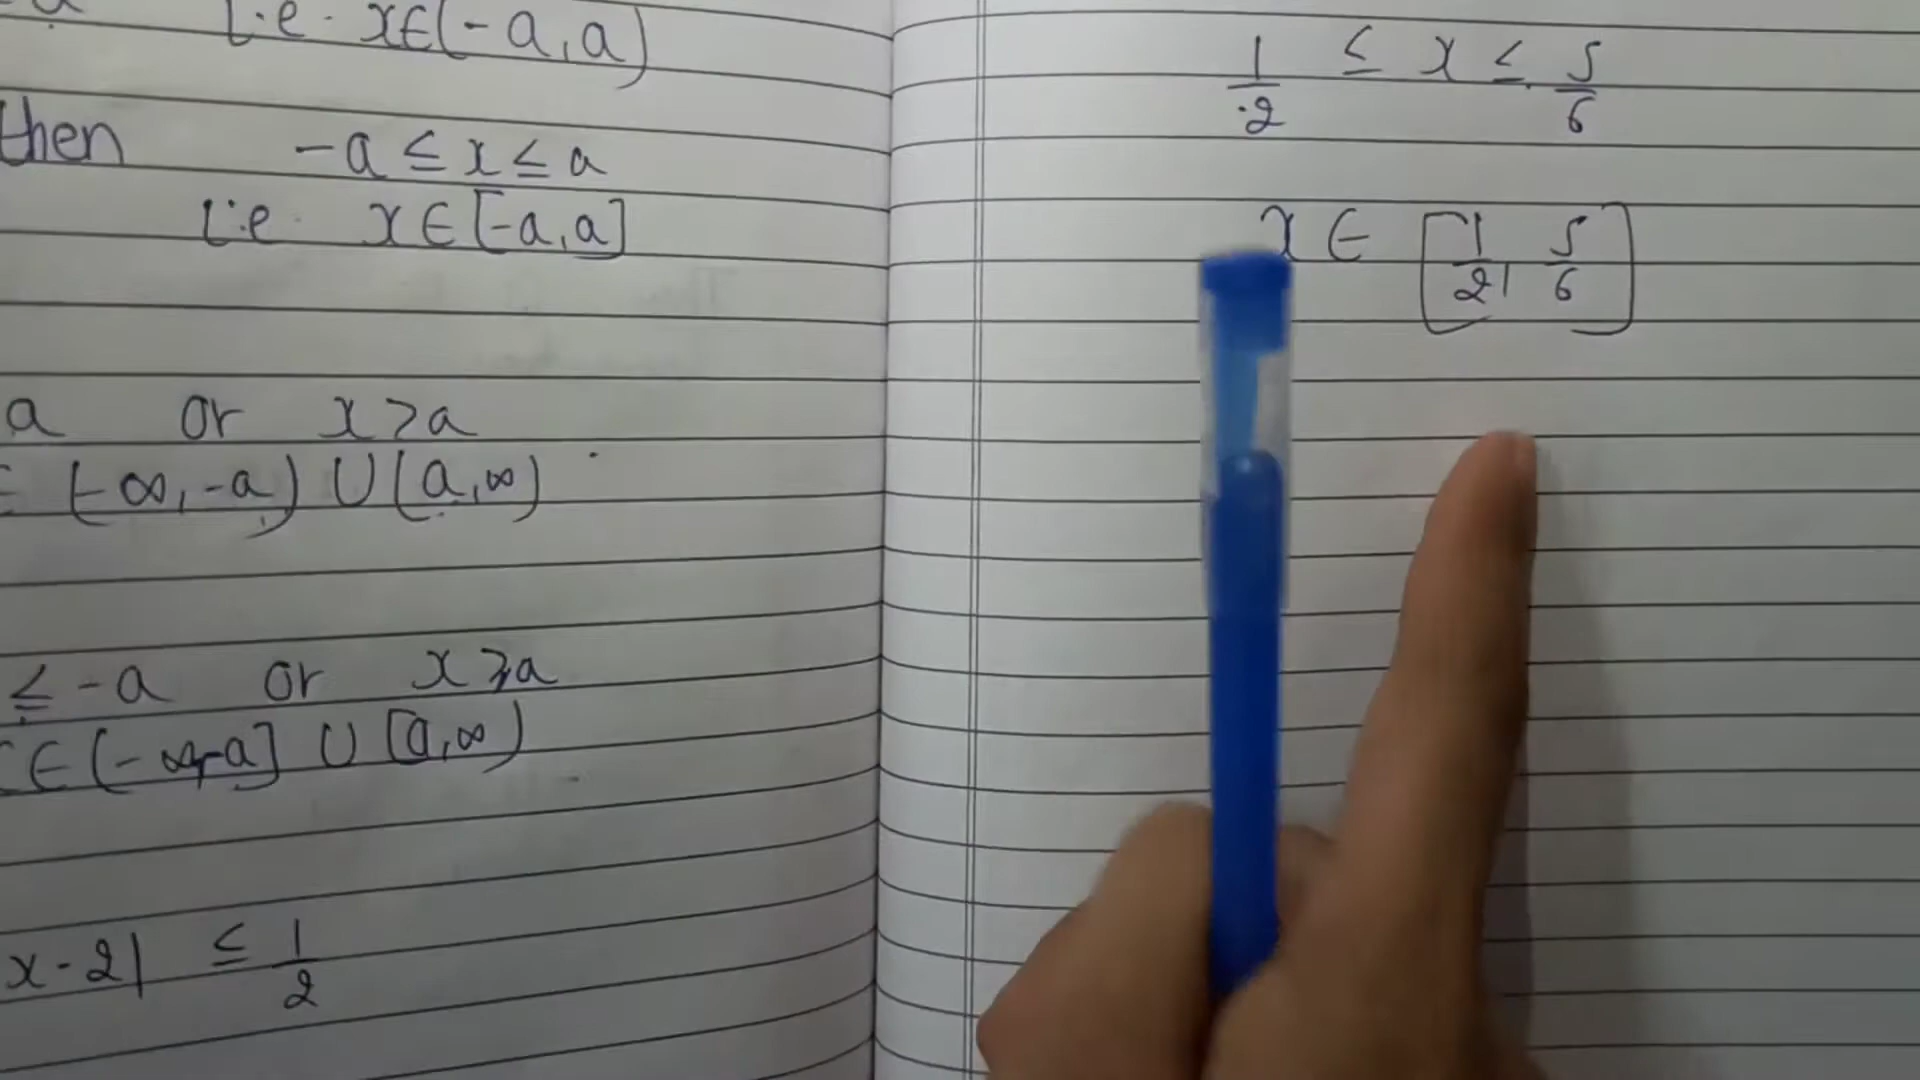 i.e. x∈(-a,a)
then -a ≤ x ≤ a
i.e x∈[-a,a]
a or x>a
(-∞,-a) ∪ (a,∞)
≤ -a or x⩾a
∈ (-∞,-a] ∪ [a,∞)
x-2| ≤ 1/2
1/2 ≤ x ≤ 5/6
x ∈ [1/2, 5/6]